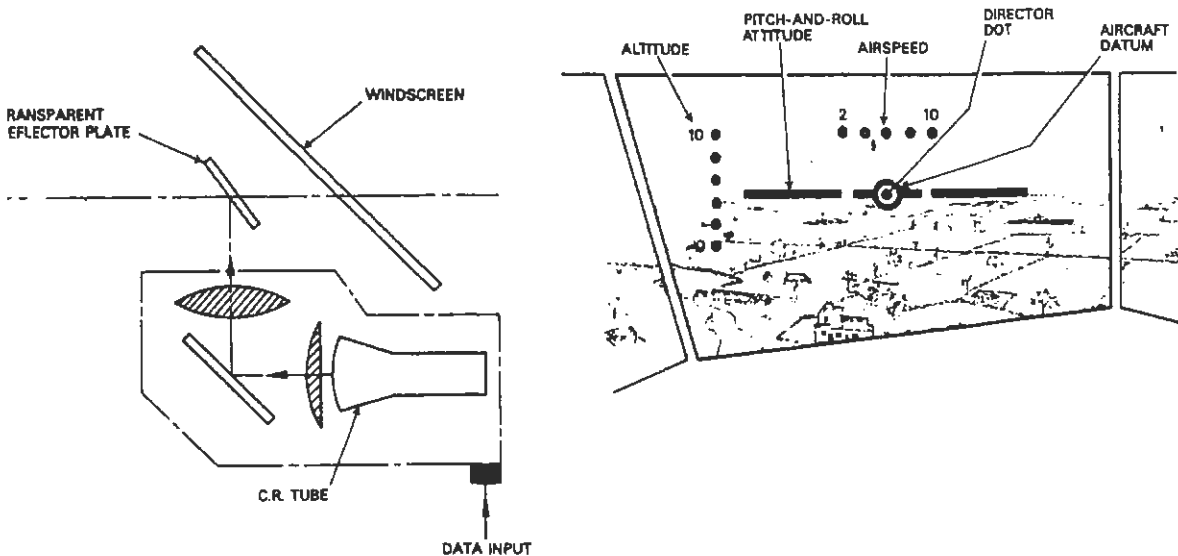 WINDSCREEN
RANSPARENT
EFLECTOR PLATE
C.R. TUBE
DATA INPUT
PITCH-AND-ROLL
ATTITUDE
DIRECTOR
DOT
ALTITUDE
AIRSPEED
AIRCRAFT
DATUM
2 10
10